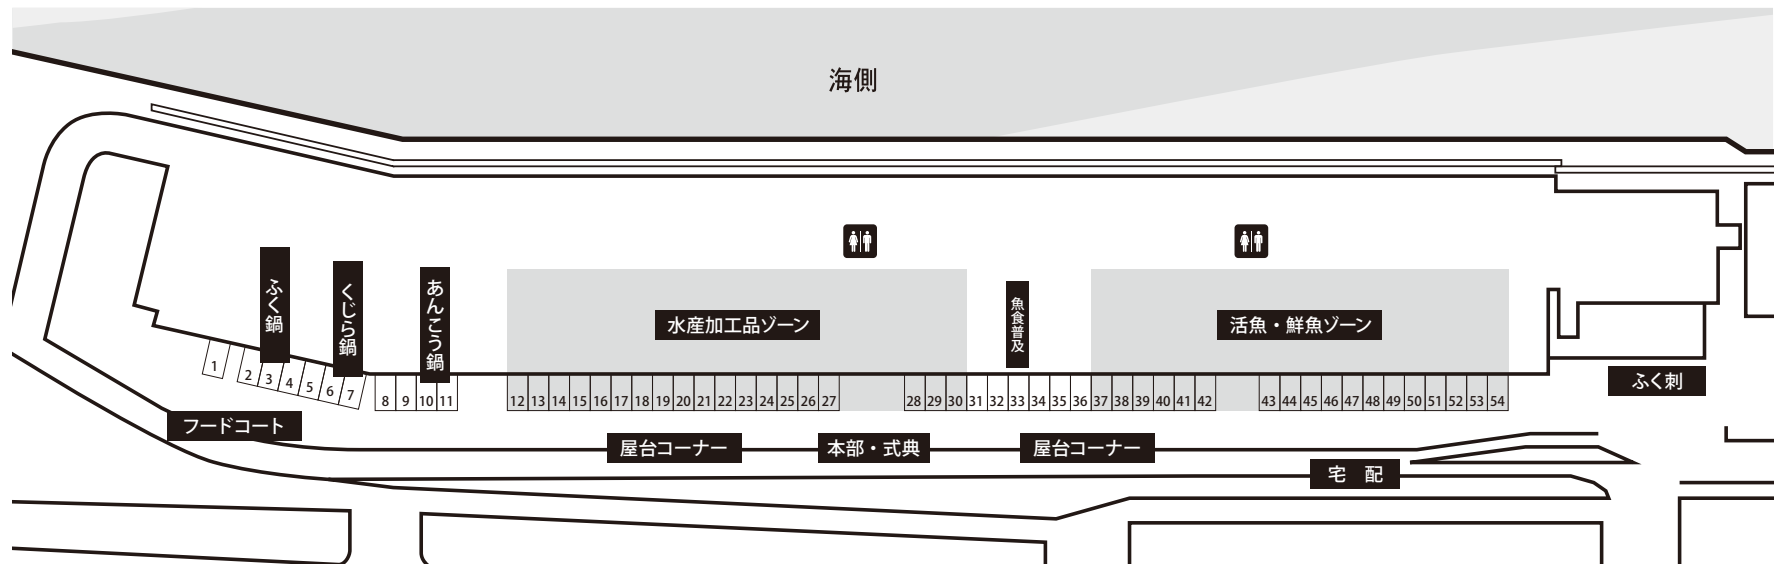 海側
ふく鍋
くじら鍋
あんこう鍋
水産加工品ゾーン
魚食普及
活魚・鮮魚ゾーン
1
2
3
4
5
6
7
8 9 10 11
12 13 14 15 16 17 18 19 20 21 22 23 24 25 26 27
28 29 30 31 32 33 34 35 36 37 38 39 40 41 42
43 44 45 46 47 48 49 50 51 52 53 54
ふく刺
フードコート
屋台コーナー
本部・式典
屋台コーナー
宅 配